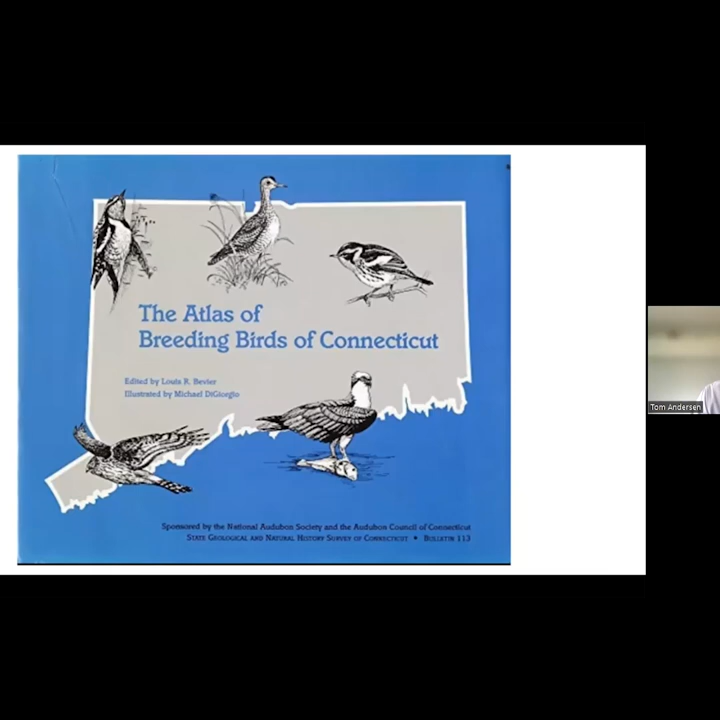 The Atlas of
Breeding Birds of Connecticut
Edited by Louis R. Bevier
Illustrated by Michael DiGiorgio
Sponsored by the National Audubon Society and the Audubon Council of Connecticut
STATE GEOLOGICAL AND NATURAL HISTORY SURVEY OF CONNECTICUT • BULLETIN 113
Tom Andersen